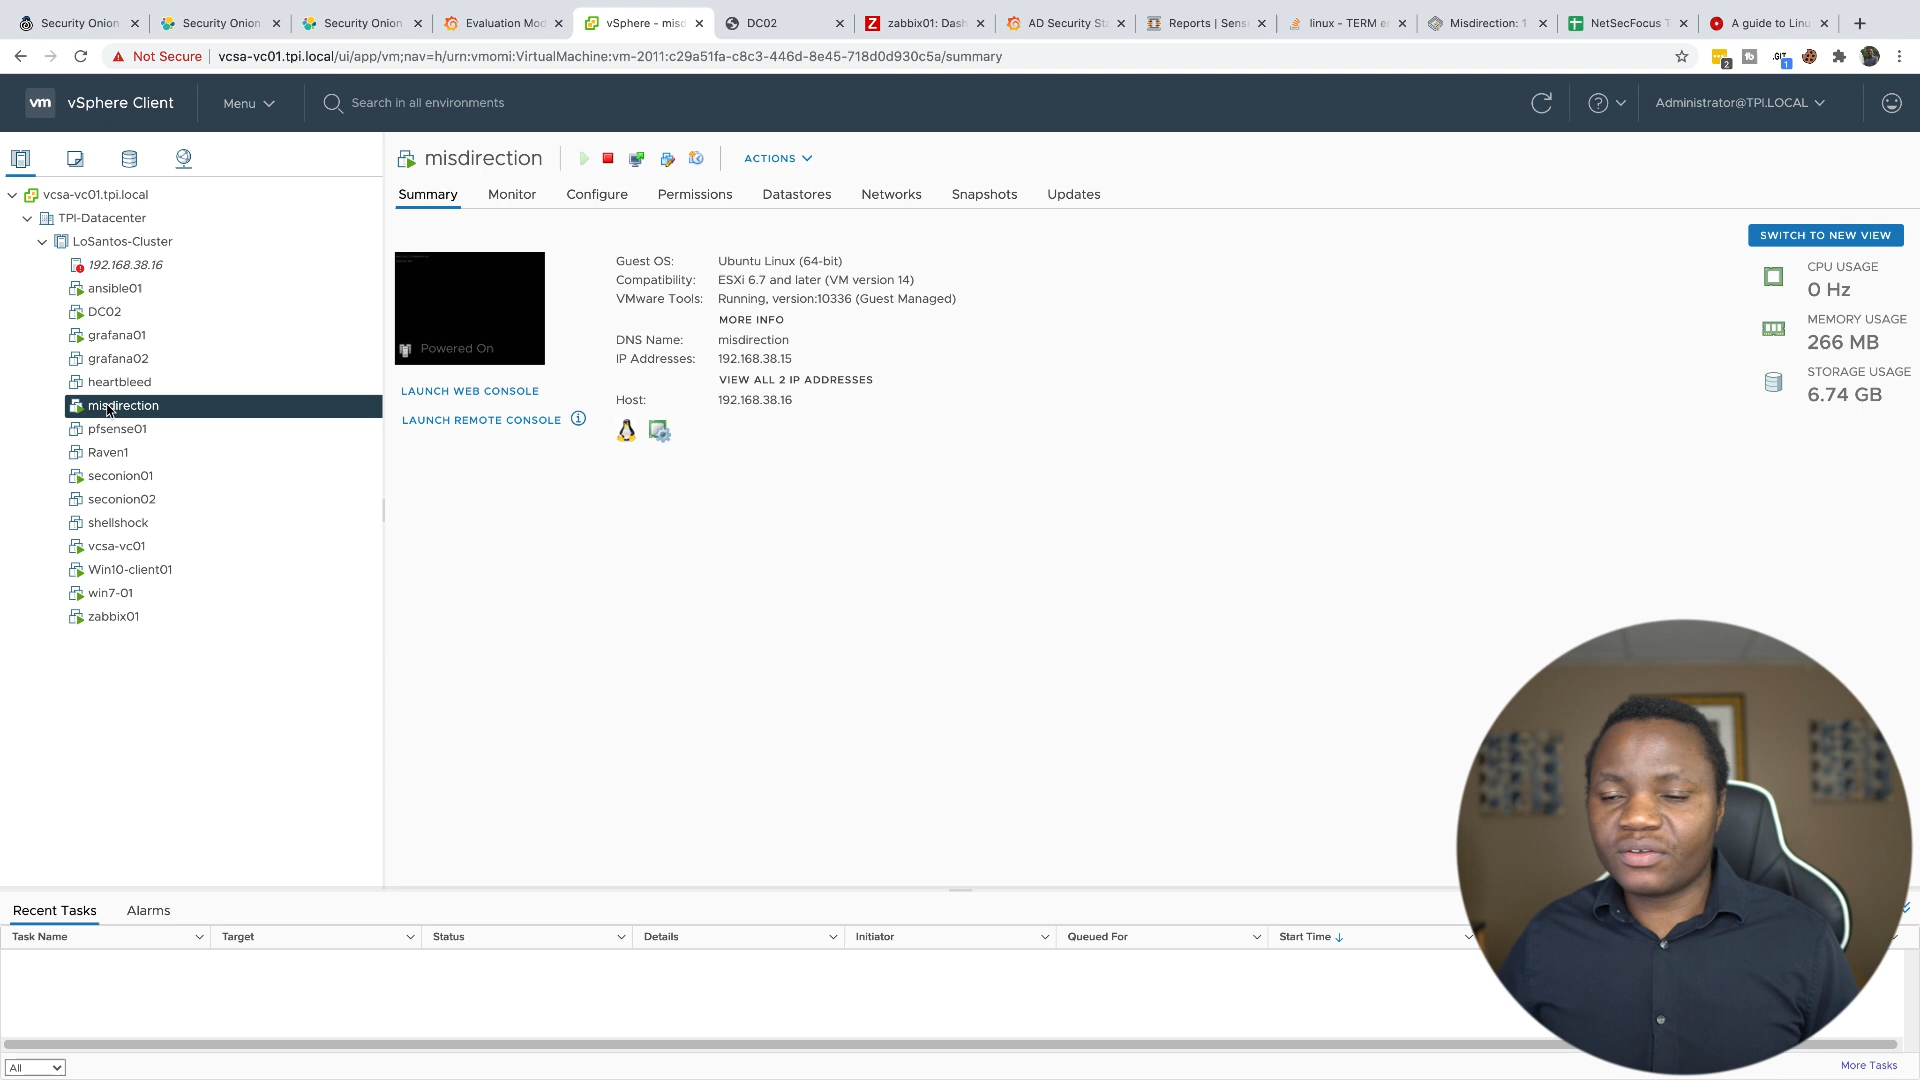 Security Onion
Security Onion
Security Onion
Evaluation Mod
vSphere - misd
DC02
zabbix01: Dash
AD Security Sta
Reports | Sens
linux - TERM e
Misdirection: 1
NetSecFocus T
A guide to Linu
Not Secure
vcsa-vc01.tpi.local/ui/app/vm;nav=h/urn:vmomi:VirtualMachine:vm-2011:c29a51fa-c8c3-446d-8e45-718d0d930c5a/summary
2
1
vm
vSphere Client
Menu
Search in all environments
Administrator@TPI.LOCAL
misdirection
ACTIONS
Summary
Monitor
Configure
Permissions
Datastores
Networks
Snapshots
Updates
vcsa-vc01.tpi.local
TPI-Datacenter
LoSantos-Cluster
192.168.38.16
ansible01
DC02
grafana01
grafana02
heartbleed
misdirection
pfsense01
Raven1
seconion01
seconion02
shellshock
vcsa-vc01
Win10-client01
win7-01
zabbix01
Powered On
LAUNCH WEB CONSOLE
LAUNCH REMOTE CONSOLE
Guest OS: Ubuntu Linux (64-bit)
Compatibility: ESXi 6.7 and later (VM version 14)
VMware Tools: Running, version:10336 (Guest Managed)
MORE INFO
DNS Name: misdirection
IP Addresses: 192.168.38.15
VIEW ALL 2 IP ADDRESSES
Host: 192.168.38.16
SWITCH TO NEW VIEW
CPU USAGE
0 Hz
MEMORY USAGE
266 MB
STORAGE USAGE
6.74 GB
Recent Tasks
Alarms
Task Name
Target
Status
Details
Initiator
Queued For
Start Time
All
More Tasks